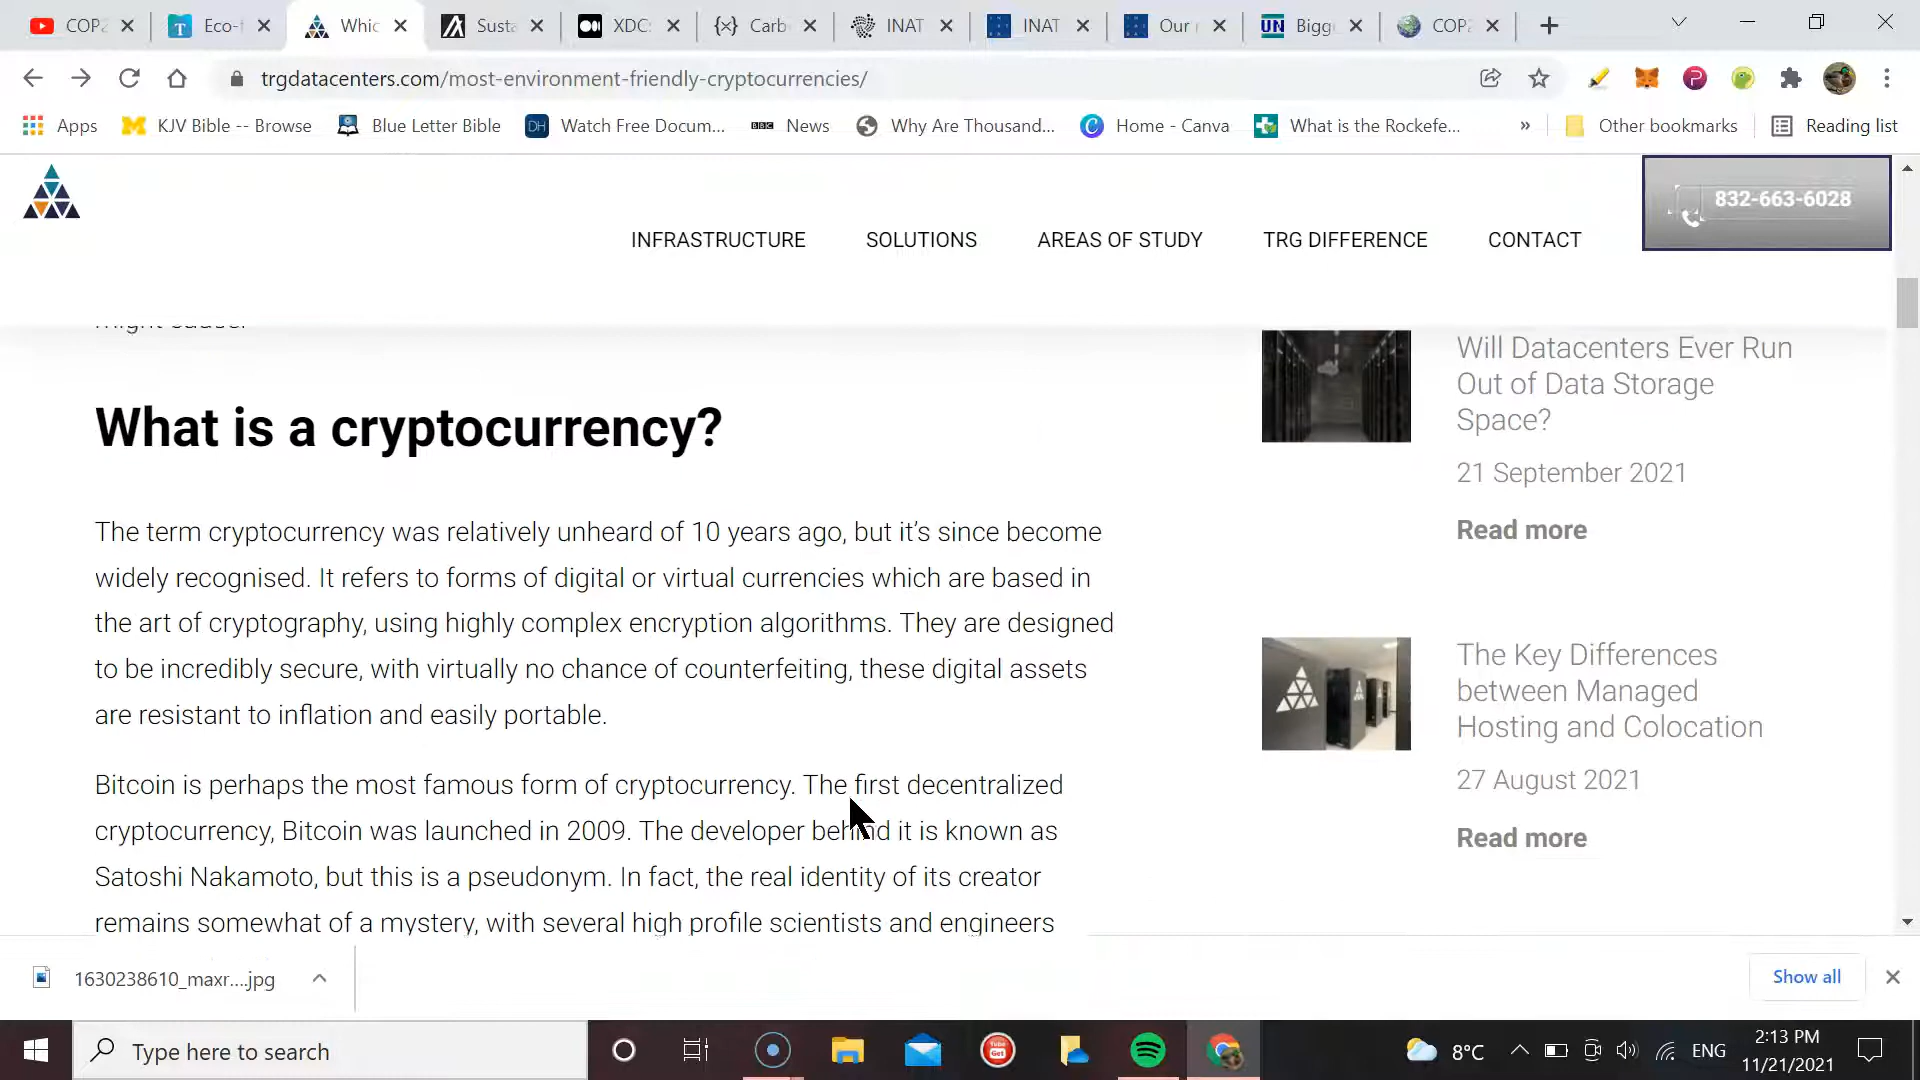 COP2
Eco-f
Whic
Susta
XDC:
Carb
INAT
INAT
Our
UN
Bigg
COP2
trgdatacenters.com/most-environment-friendly-cryptocurrencies/
Apps
KJV Bible -- Browse
Blue Letter Bible
DH
Watch Free Docum...
BBC
News
Why Are Thousand...
Home - Canva
What is the Rockefe...
»
Other bookmarks
Reading list
832-663-6028
INFRASTRUCTURE
SOLUTIONS
AREAS OF STUDY
TRG DIFFERENCE
CONTACT
What is a cryptocurrency?
The term cryptocurrency was relatively unheard of 10 years ago, but it’s since become
widely recognised. It refers to forms of digital or virtual currencies which are based in
the art of cryptography, using highly complex encryption algorithms. They are designed
to be incredibly secure, with virtually no chance of counterfeiting, these digital assets
are resistant to inflation and easily portable.
Bitcoin is perhaps the most famous form of cryptocurrency. The first decentralized
cryptocurrency, Bitcoin was launched in 2009. The developer behind it is known as
Satoshi Nakamoto, but this is a pseudonym. In fact, the real identity of its creator
remains somewhat of a mystery, with several high profile scientists and engineers
Will Datacenters Ever Run
Out of Data Storage
Space?
21 September 2021
Read more
The Key Differences
between Managed
Hosting and Colocation
27 August 2021
Read more
1630238610_maxr....jpg
Show all
Type here to search
8°C
ENG
2:13 PM
11/21/2021